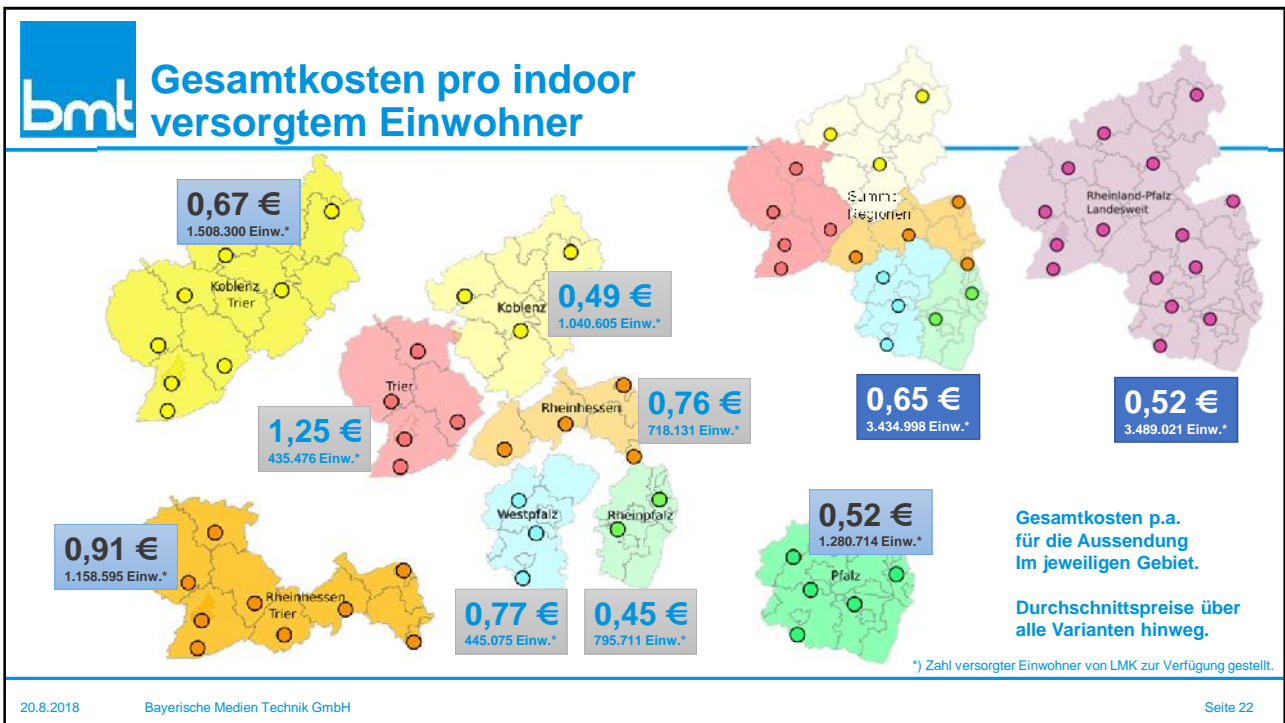 bmt
Gesamtkosten pro indoor
versorgtem Einwohner
0,67 €
1.508.300 Einw.*
Koblenz
Trier
Koblenz
0,49 €
1.040.605 Einw.*
Trier
1,25 €
435.476 Einw.*
Rheinhessen
0,76 €
718.131 Einw.*
Summe
Regionen
0,65 €
3.434.998 Einw.*
Rheinland-Pfalz
Landesweit
0,52 €
3.489.021 Einw.*
0,91 €
1.158.595 Einw.*
Rheinhessen
Trier
Westpfalz
0,77 €
445.075 Einw.*
Rheinpfalz
0,45 €
795.711 Einw.*
0,52 €
1.280.714 Einw.*
Pfalz
Gesamtkosten p.a.
für die Aussendung
Im jeweiligen Gebiet.
Durchschnittspreise über
alle Varianten hinweg.
*) Zahl versorgter Einwohner von LMK zur Verfügung gestellt.
20.8.2018 Bayerische Medien Technik GmbH Seite 22